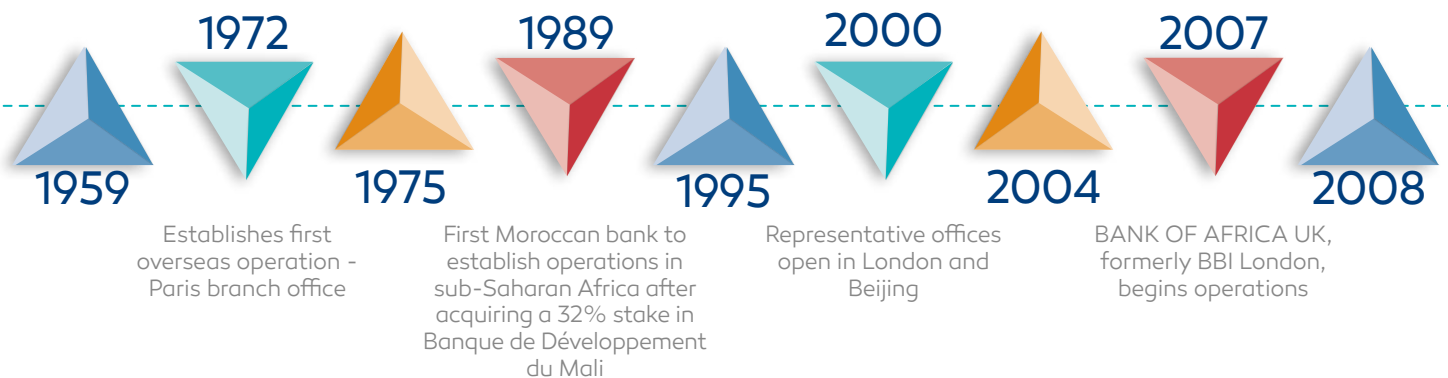 1972
1989
2000
2007
1959
1975
1995
2004
2008
Establishes first
overseas operation -
Paris branch office
First Moroccan bank to
establish operations in
sub-Saharan Africa after
acquiring a 32% stake in
Banque de Développement
du Mali
Representative offices
open in London and
Beijing
BANK OF AFRICA UK,
formerly BBI London,
begins operations